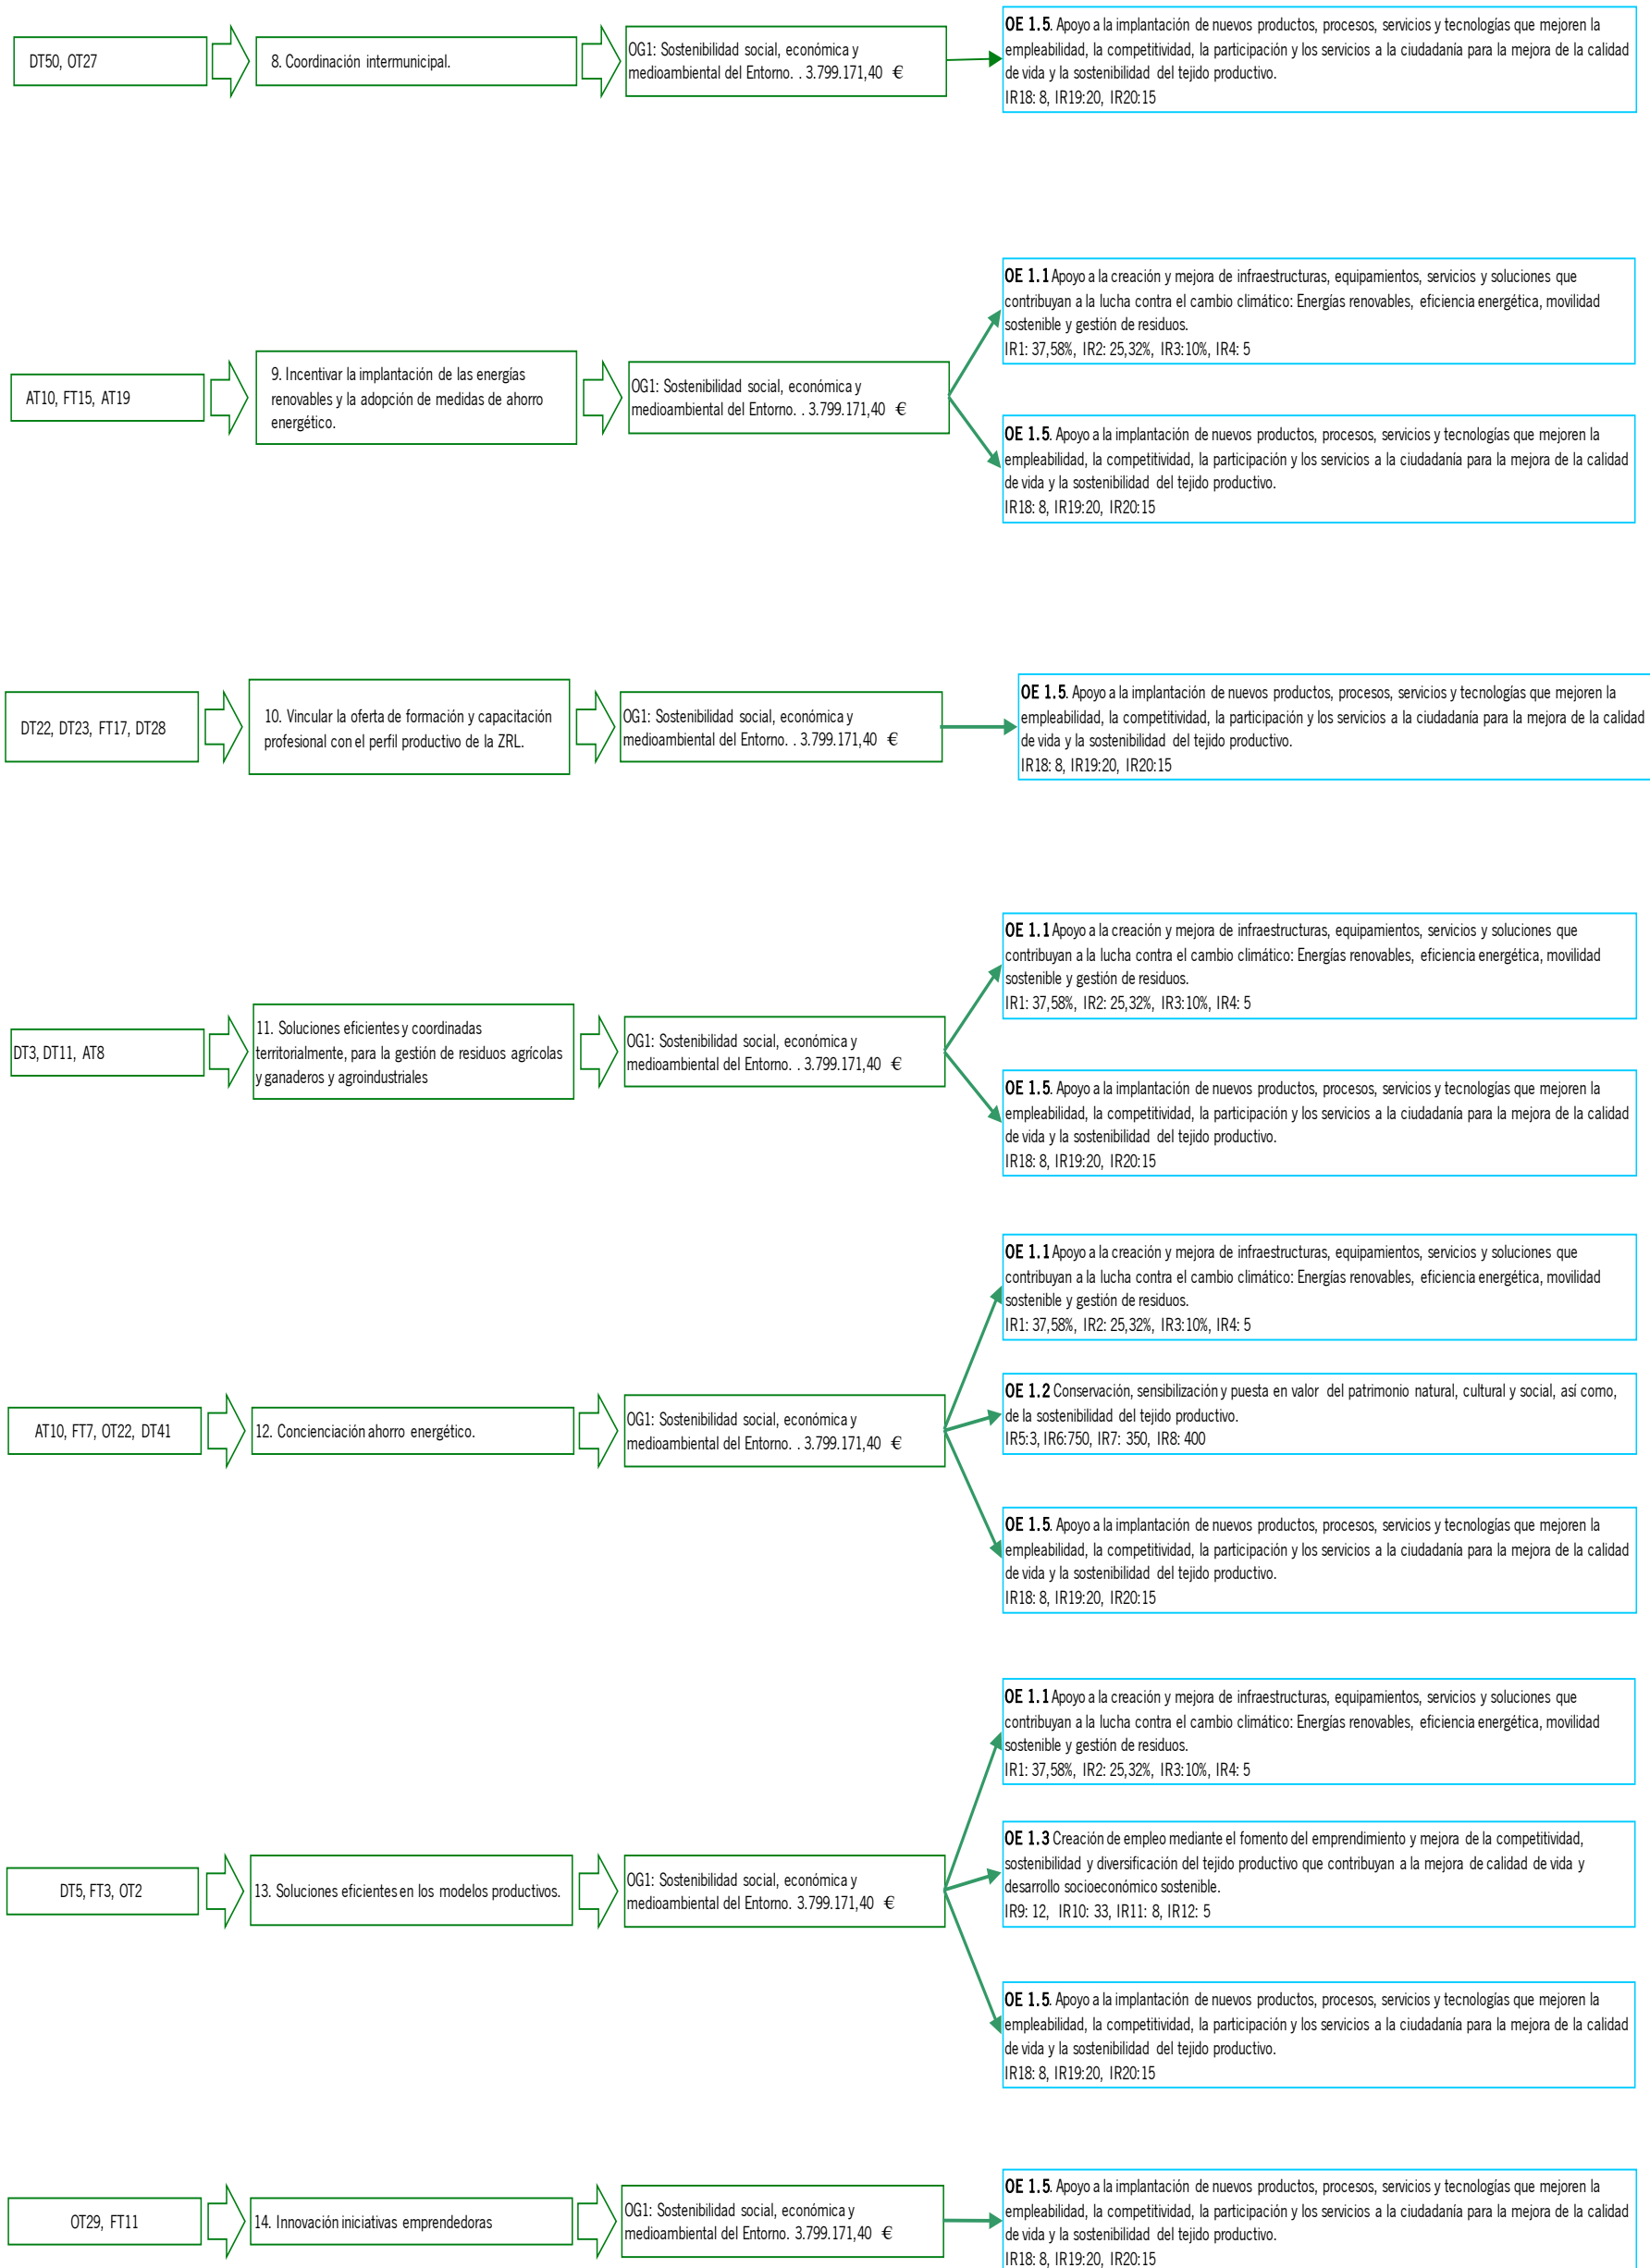 DT50, OT27
8. Coordinación intermunicipal.
OG1: Sostenibilidad social, económica y
medioambiental del Entorno. . 3.799.171,40 €
OE 1.5. Apoyo a la implantación de nuevos productos, procesos, servicios y tecnologías que mejoren la
empleabilidad, la competitividad, la participación y los servicios a la ciudadanía para la mejora de la calidad
de vida y la sostenibilidad del tejido productivo.
IR18: 8, IR19:20, IR20:15
AT10, FT15, AT19
9. Incentivar la implantación de las energías
renovables y la adopción de medidas de ahorro
energético.
OG1: Sostenibilidad social, económica y
medioambiental del Entorno. . 3.799.171,40 €
OE 1.1 Apoyo a la creación y mejora de infraestructuras, equipamientos, servicios y soluciones que
contribuyan a la lucha contra el cambio climático: Energías renovables, eficiencia energética, movilidad
sostenible y gestión de residuos.
IR1: 37,58%, IR2: 25,32%, IR3:10%, IR4: 5
OE 1.5. Apoyo a la implantación de nuevos productos, procesos, servicios y tecnologías que mejoren la
empleabilidad, la competitividad, la participación y los servicios a la ciudadanía para la mejora de la calidad
de vida y la sostenibilidad del tejido productivo.
IR18: 8, IR19:20, IR20:15
DT22, DT23, FT17, DT28
10. Vincular la oferta de formación y capacitación
profesional con el perfil productivo de la ZRL.
OG1: Sostenibilidad social, económica y
medioambiental del Entorno. . 3.799.171,40 €
OE 1.5. Apoyo a la implantación de nuevos productos, procesos, servicios y tecnologías que mejoren la
empleabilidad, la competitividad, la participación y los servicios a la ciudadanía para la mejora de la calidad
de vida y la sostenibilidad del tejido productivo.
IR18: 8, IR19:20, IR20:15
DT3, DT11, AT8
11. Soluciones eficientes y coordinadas
territorialmente, para la gestión de residuos agrícolas
y ganaderos y agroindustriales
OG1: Sostenibilidad social, económica y
medioambiental del Entorno. . 3.799.171,40 €
OE 1.1 Apoyo a la creación y mejora de infraestructuras, equipamientos, servicios y soluciones que
contribuyan a la lucha contra el cambio climático: Energías renovables, eficiencia energética, movilidad
sostenible y gestión de residuos.
IR1: 37,58%, IR2: 25,32%, IR3:10%, IR4: 5
OE 1.5. Apoyo a la implantación de nuevos productos, procesos, servicios y tecnologías que mejoren la
empleabilidad, la competitividad, la participación y los servicios a la ciudadanía para la mejora de la calidad
de vida y la sostenibilidad del tejido productivo.
IR18: 8, IR19:20, IR20:15
AT10, FT7, OT22, DT41
12. Concienciación ahorro energético.
OG1: Sostenibilidad social, económica y
medioambiental del Entorno. . 3.799.171,40 €
OE 1.1 Apoyo a la creación y mejora de infraestructuras, equipamientos, servicios y soluciones que
contribuyan a la lucha contra el cambio climático: Energías renovables, eficiencia energética, movilidad
sostenible y gestión de residuos.
IR1: 37,58%, IR2: 25,32%, IR3:10%, IR4: 5
OE 1.2 Conservación, sensibilización y puesta en valor del patrimonio natural, cultural y social, así como,
de la sostenibilidad del tejido productivo.
IR5:3, IR6:750, IR7: 350, IR8: 400
OE 1.5. Apoyo a la implantación de nuevos productos, procesos, servicios y tecnologías que mejoren la
empleabilidad, la competitividad, la participación y los servicios a la ciudadanía para la mejora de la calidad
de vida y la sostenibilidad del tejido productivo.
IR18: 8, IR19:20, IR20:15
DT5, FT3, OT2
13. Soluciones eficientes en los modelos productivos.
OG1: Sostenibilidad social, económica y
medioambiental del Entorno. 3.799.171,40 €
OE 1.1 Apoyo a la creación y mejora de infraestructuras, equipamientos, servicios y soluciones que
contribuyan a la lucha contra el cambio climático: Energías renovables, eficiencia energética, movilidad
sostenible y gestión de residuos.
IR1: 37,58%, IR2: 25,32%, IR3:10%, IR4: 5
OE 1.3 Creación de empleo mediante el fomento del emprendimiento y mejora de la competitividad,
sostenibilidad y diversificación del tejido productivo que contribuyan a la mejora de calidad de vida y
desarrollo socioeconómico sostenible.
IR9: 12, IR10: 33, IR11: 8, IR12: 5
OE 1.5. Apoyo a la implantación de nuevos productos, procesos, servicios y tecnologías que mejoren la
empleabilidad, la competitividad, la participación y los servicios a la ciudadanía para la mejora de la calidad
de vida y la sostenibilidad del tejido productivo.
IR18: 8, IR19:20, IR20:15
OT29, FT11
14. Innovación iniciativas emprendedoras
OG1: Sostenibilidad social, económica y
medioambiental del Entorno. 3.799.171,40 €
OE 1.5. Apoyo a la implantación de nuevos productos, procesos, servicios y tecnologías que mejoren la
empleabilidad, la competitividad, la participación y los servicios a la ciudadanía para la mejora de la calidad
de vida y la sostenibilidad del tejido productivo.
IR18: 8, IR19:20, IR20:15